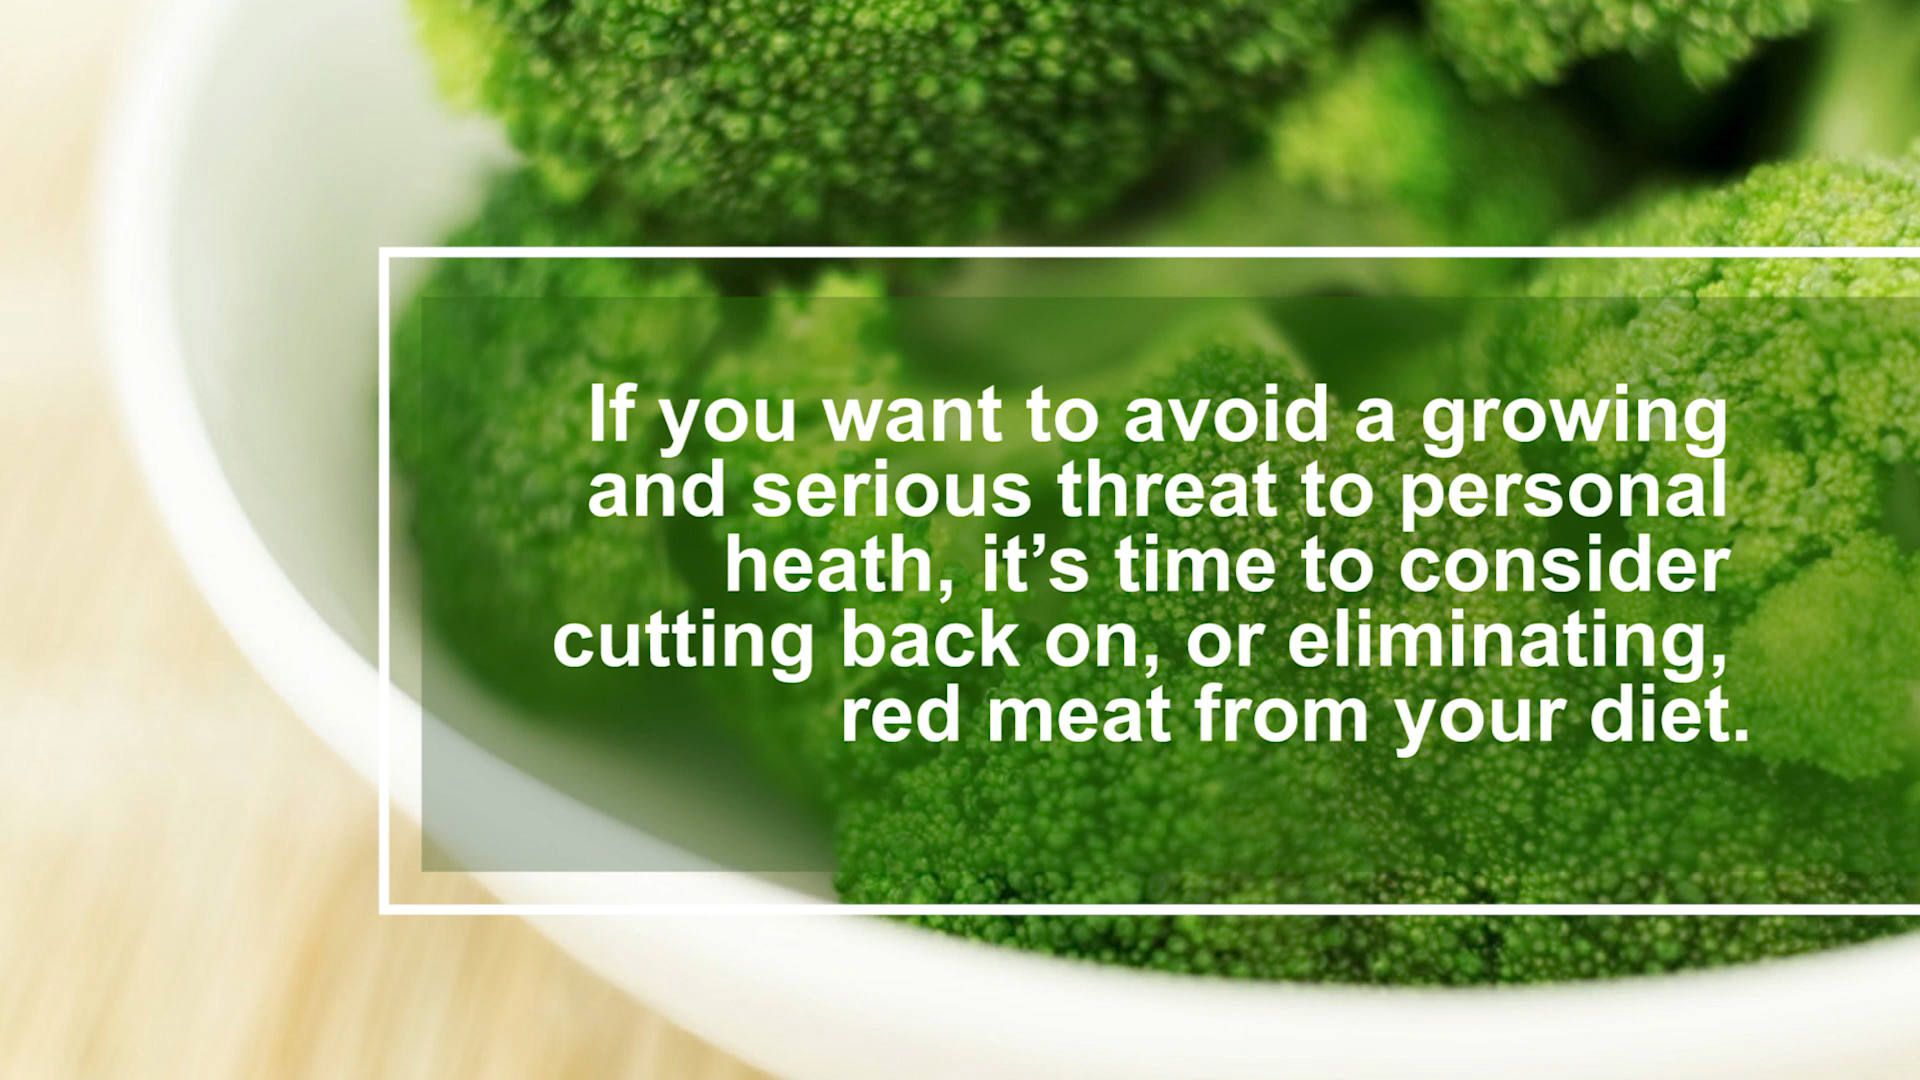 If you want to avoid a growing
and serious threat to personal
heath, it’s time to consider
cutting back on, or eliminating,
red meat from your diet.